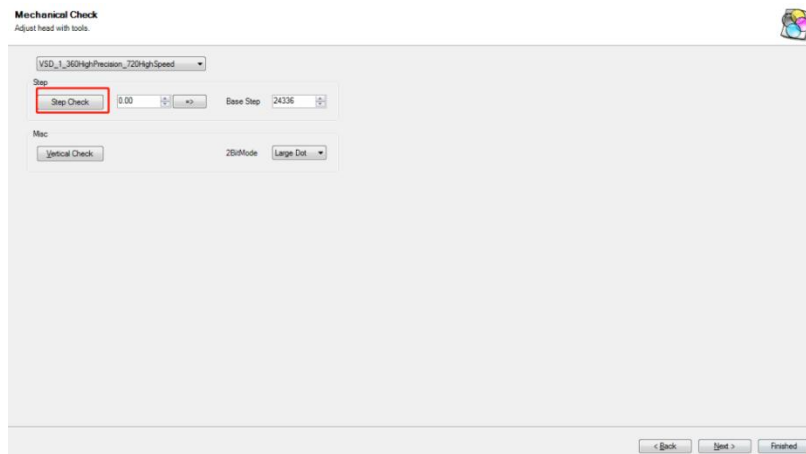 Mechanical Check
Adjust head with tools.
VSD_1_360HighPrecision_720HighSpeed
Step
Step Check 0.00 => Base Step 24336
Misc
Vertical Check 2BitMode Large Dot
< Back Next > Finished